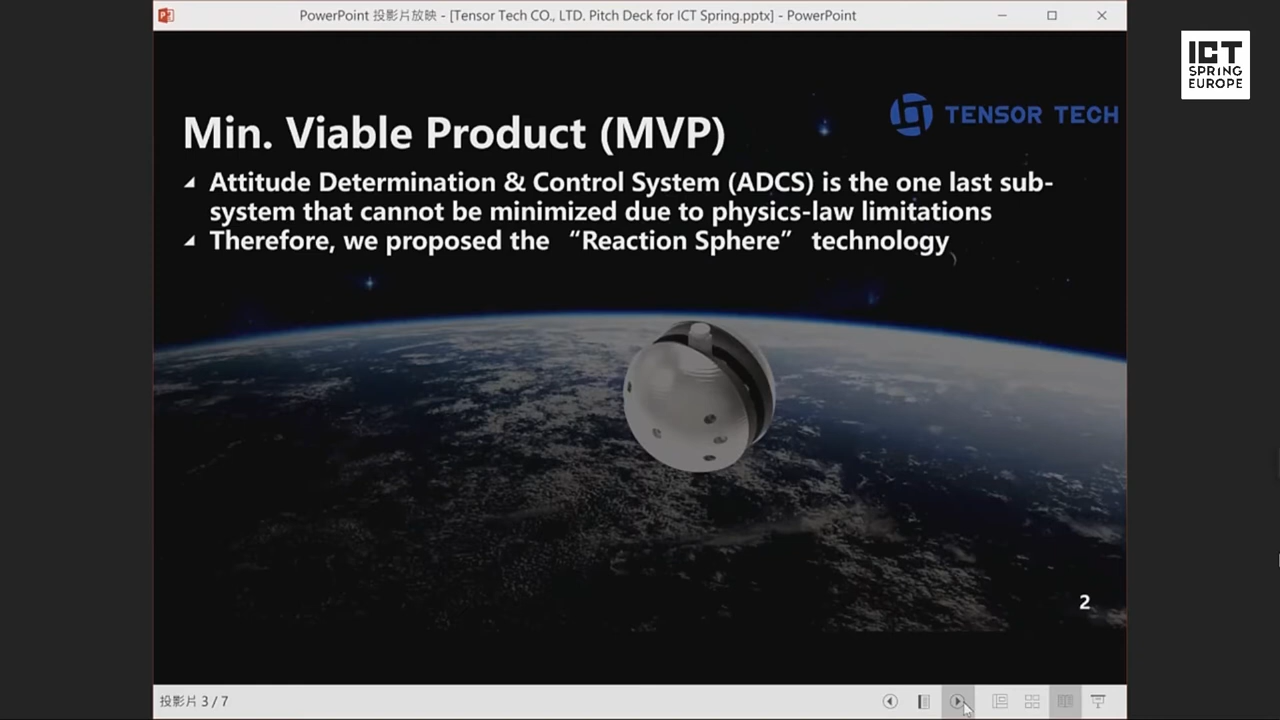 PowerPoint 投影片放映 - [Tensor Tech CO., LTD. Pitch Deck for ICT Spring.pptx] - PowerPoint
ICT
SPRING
EUROPE
TENSOR TECH
Min. Viable Product (MVP)
Attitude Determination & Control System (ADCS) is the one last sub-
system that cannot be minimized due to physics-law limitations
Therefore, we proposed the “Reaction Sphere” technology
2
投影片 3 / 7